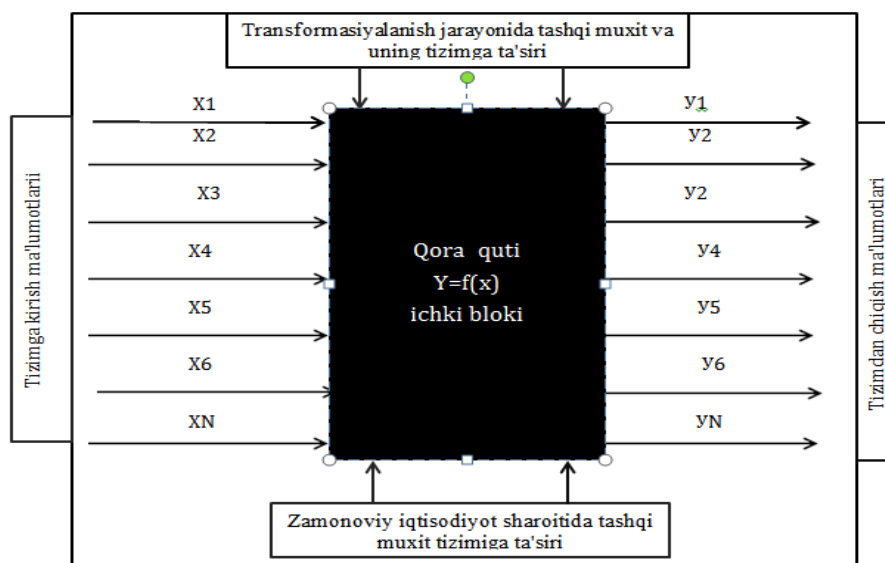 Transformasiyalanish jarayonida tashqi muxit va
uning tizimga ta'siri
Tizimga kirish ma'lumotlarii
X1
X2
X3
X4
X5
X6
XN
Qora quti
Y=f(x)
ichki bloki
y1
y2
y2
y4
y5
y6
yN
Tizimdan chiqish ma'lumotlari
Zamonoviy iqtisodiyot sharoitida tashqi
muxit tizimiga ta'siri